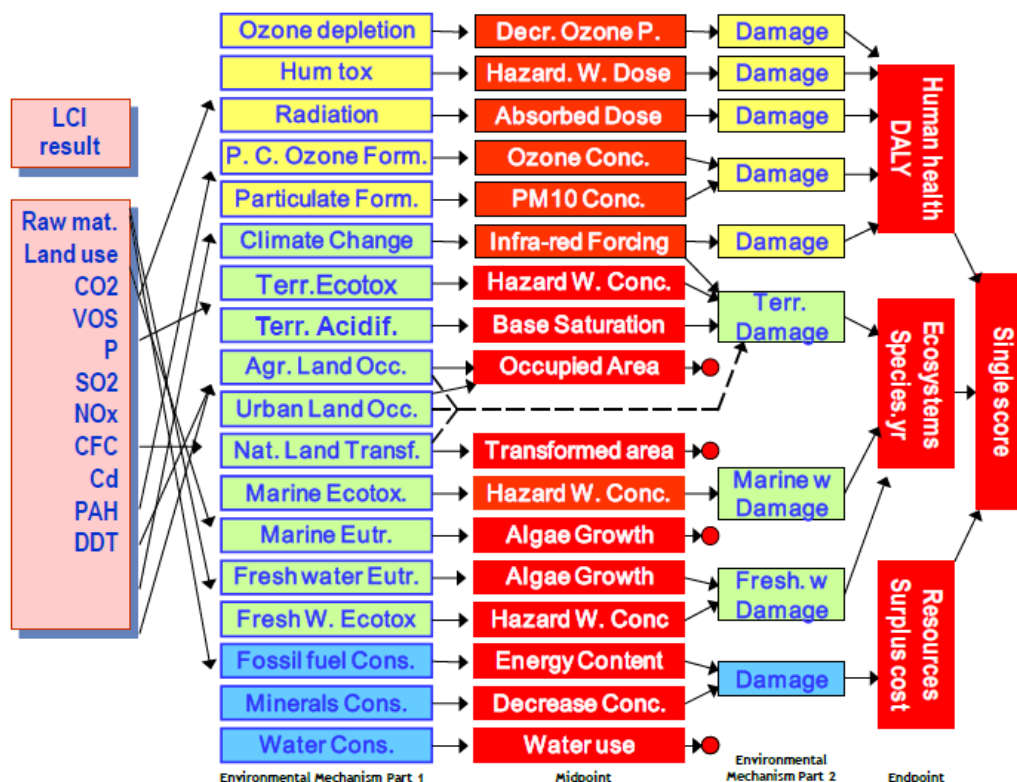 LCI
result
Raw mat.
Land use
CO2
VOS
P
SO2
NOx
CFC
Cd
PAH
DDT
Ozone depletion
Hum tox
Radiation
P. C. Ozone Form.
Particulate Form.
Climate Change
Terr.Ecotox
Terr. Acidif.
Agr. Land Occ.
Urban Land Occ.
Nat. Land Transf.
Marine Ecotox.
Marine Eutr.
Fresh water Eutr.
Fresh W. Ecotox
Fossil fuel Cons.
Minerals Cons.
Water Cons.
Environmental Mechanism Part 1
Decr. Ozone P.
Hazard. W. Dose
Absorbed Dose
Ozone Conc.
PM10 Conc.
Infra-red Forcing
Hazard W. Conc.
Base Saturation
Occupied Area
Transformed area
Hazard W. Conc.
Algae Growth
Algae Growth
Hazard W. Conc
Energy Content
Decrease Conc.
Water use
Midpoint
Damage
Damage
Damage
Damage
Damage
Terr.
Damage
Marine w
Damage
Fresh. w
Damage
Damage
Environmental
Mechanism Part 2
Human health
DALY
Ecosystems
Species.yr
Resources
Surplus cost
Endpoint
Single score